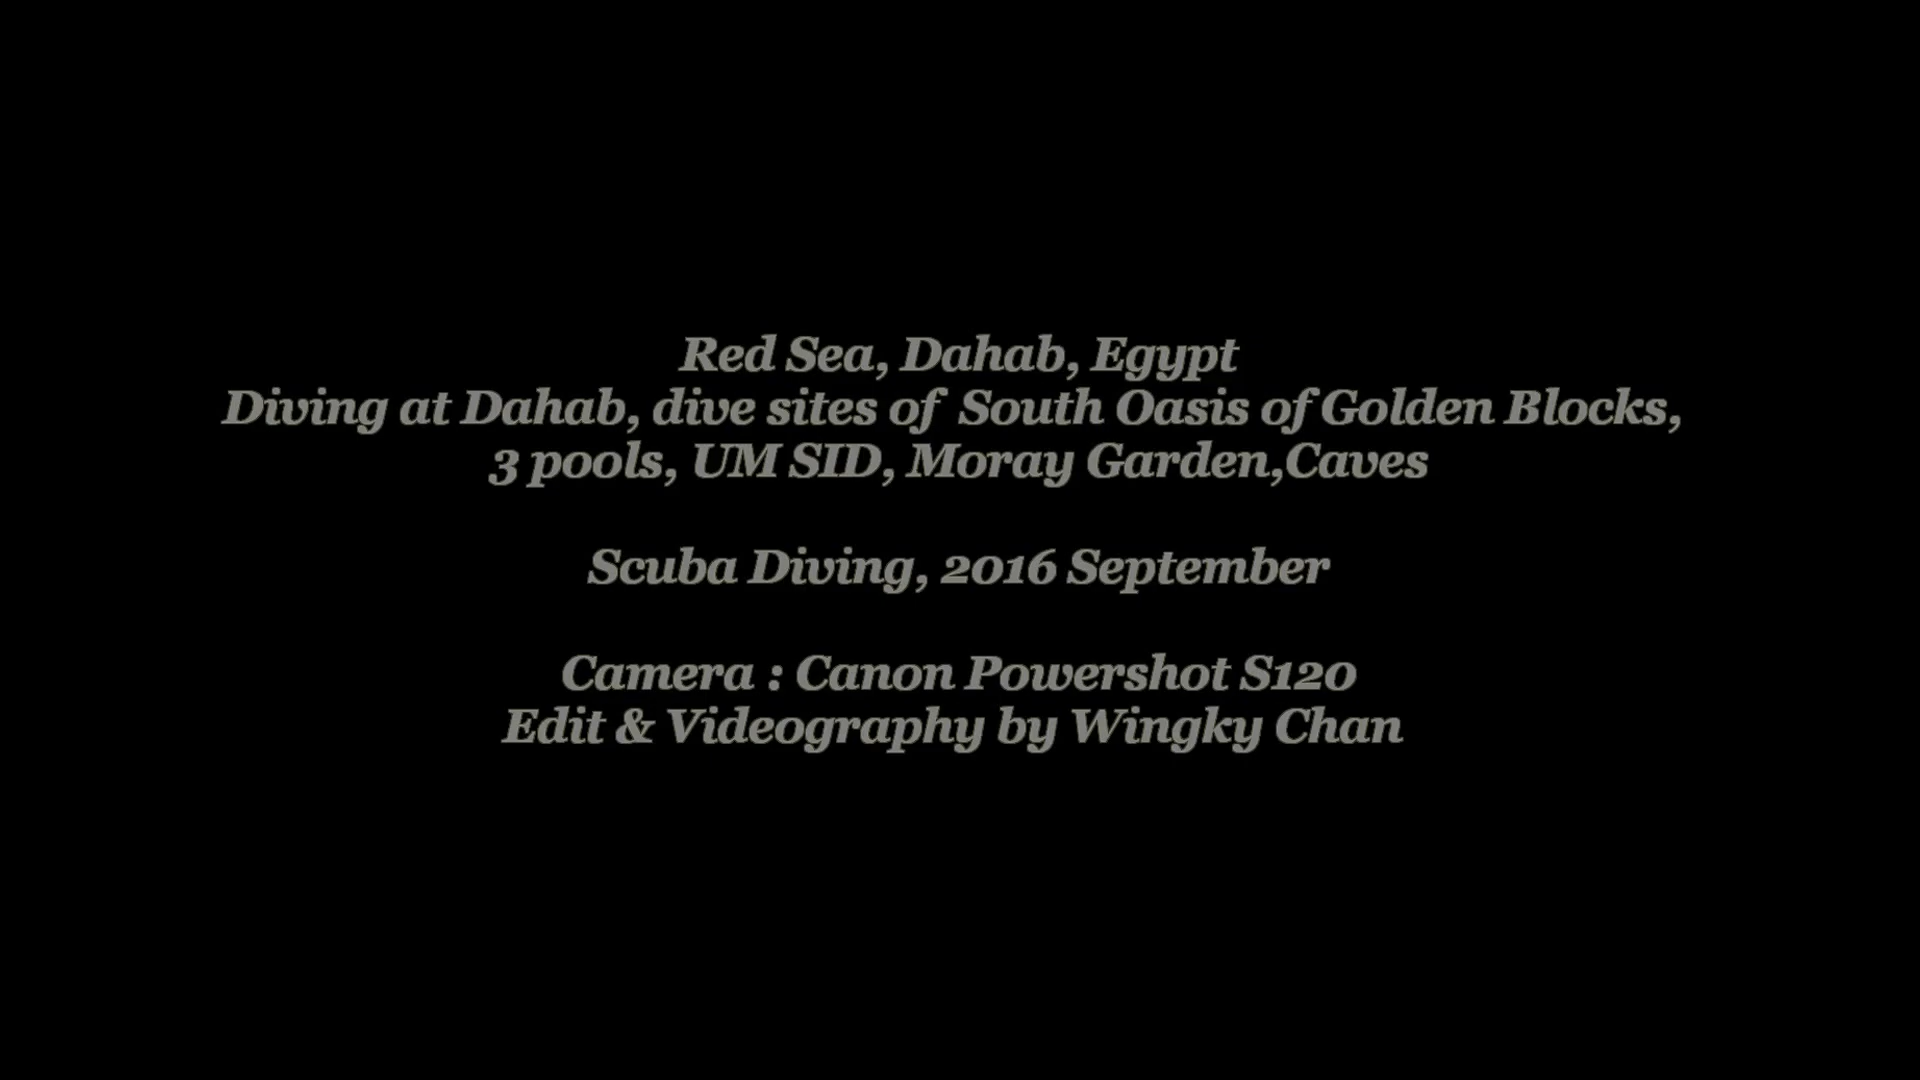 Red Sea, Dahab, Egypt
Diving at Dahab, dive sites of South Oasis of Golden Blocks,
3 pools, UM SID, Moray Garden,Caves
Scuba Diving, 2016 September
Camera : Canon Powershot S120
Edit & Videography by Wingky Chan